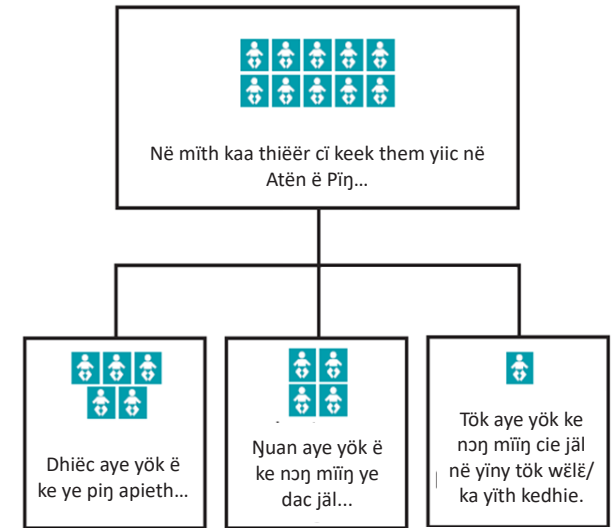 Në mïth kaa thiëër cï keek them yiic në
Atën ë Pïŋ…
Dhiëc aye yök ë
ke ye piŋ apieth…
Ŋuan aye yök ë
ke nɔŋ mïïŋ ye
dac jäl...
Tök aye yök ke
nɔŋ mïïŋ cie jäl
në yïny tök wɛ̈lɛ̈/
ka yïth kedhie.